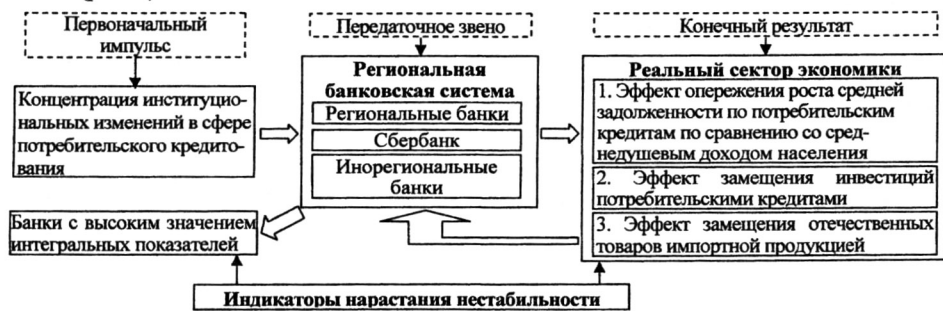 Первоначальный
импульс
Передаточное звено
Конечный результат
Концентрация институцио-
нальных изменений в сфере
потребительского кредито-
вания
Региональная
банковская система
Региональные банки
Сбербанк
Инорегиональные
банки
Реальный сектор экономики
1. Эффект опережения роста средней
задолженности по потребительским
кредитам по сравнению со сред-
недушевым доходом населения
2. Эффект замещения инвестиций
потребительскими кредитами
3. Эффект замещения отечественных
товаров импортной продукцией
Банки с высоким значением
интегральных показателей
Индикаторы нарастания нестабильности